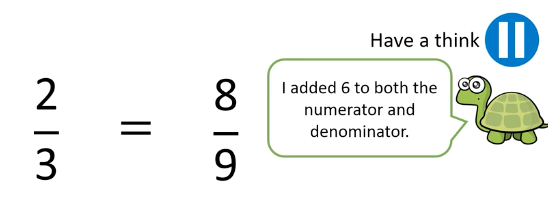 Have a think
2/3 = 8/9
I added 6 to both the
numerator and
denominator.